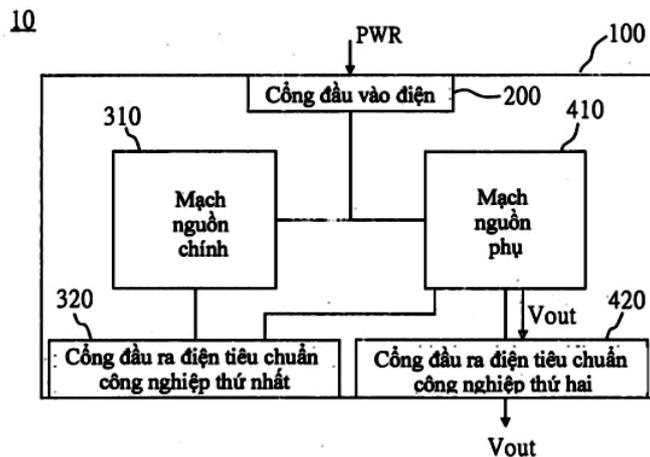 10
PWR
100
Cổng đầu vào điện
200
310
410
Mạch
nguồn
chính
Mạch
nguồn
phụ
320
Vout
420
Cổng đầu ra điện tiêu chuẩn
công nghiệp thứ nhất
Cổng đầu ra điện tiêu chuẩn
công nghiệp thứ hai
Vout